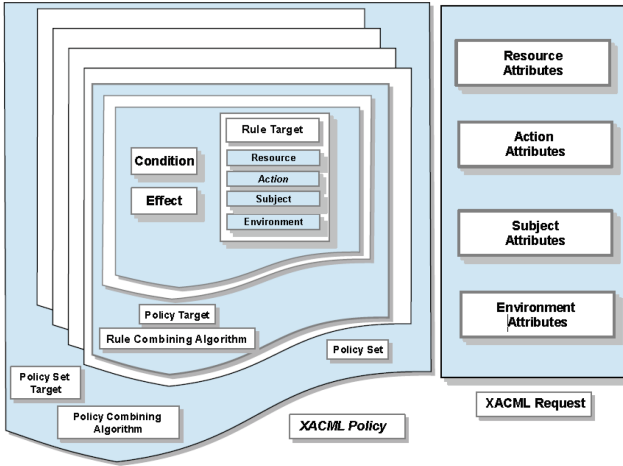 Rule Target
Condition
Resource
Action
Effect
Subject
Environment
Policy Target
Rule Combining Algorithm
Policy Set
Policy Set
Target
Policy Combining
Algorithm
XACML Policy
Resource
Attributes
Action
Attributes
Subject
Attributes
Environment
Attributes
XACML Request